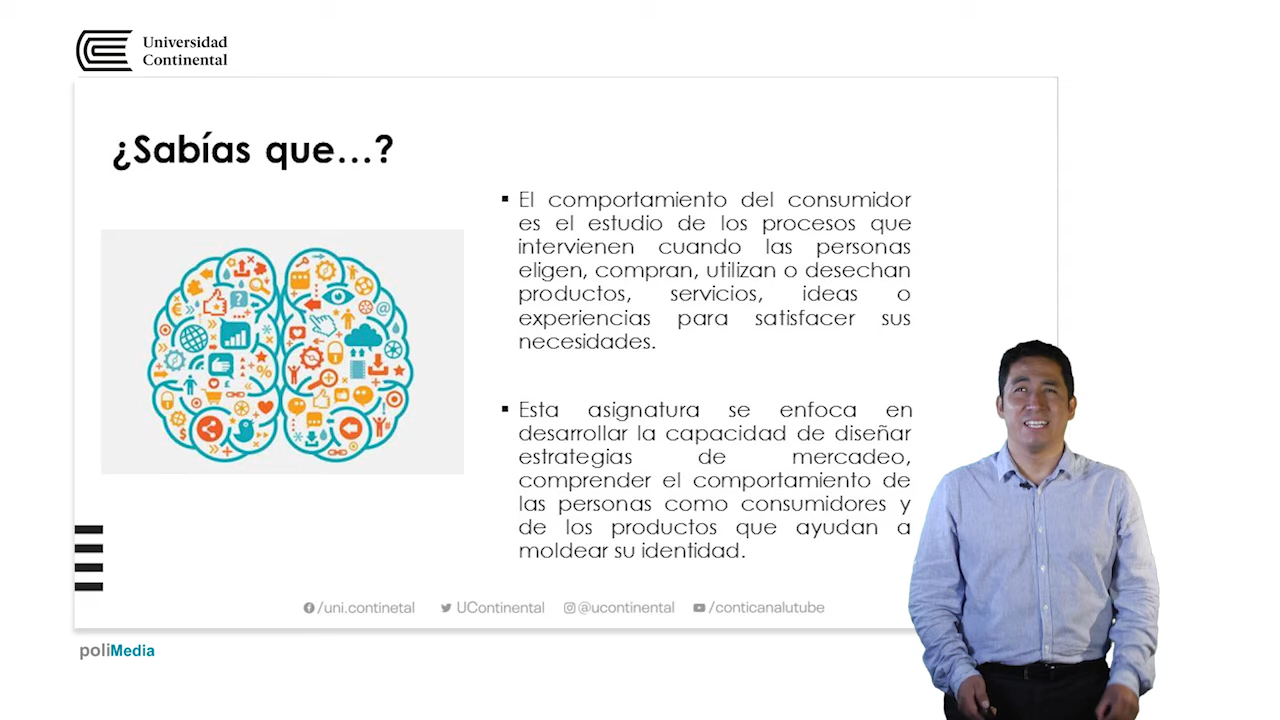 Universidad
Continental
¿Sabías que...?
▪ El comportamiento del consumidor
es el estudio de los procesos que
intervienen cuando las personas
eligen, compran, utilizan o desechan
productos, servicios, ideas o
experiencias para satisfacer sus
necesidades.
▪ Esta asignatura se enfoca en
desarrollar la capacidad de diseñar
estrategias de mercadeo,
comprender el comportamiento de
las personas como consumidores y
de los productos que ayudan a
moldear su identidad.
/uni.continetal UContinental @ucontinental /conticanalutube
poliMedia